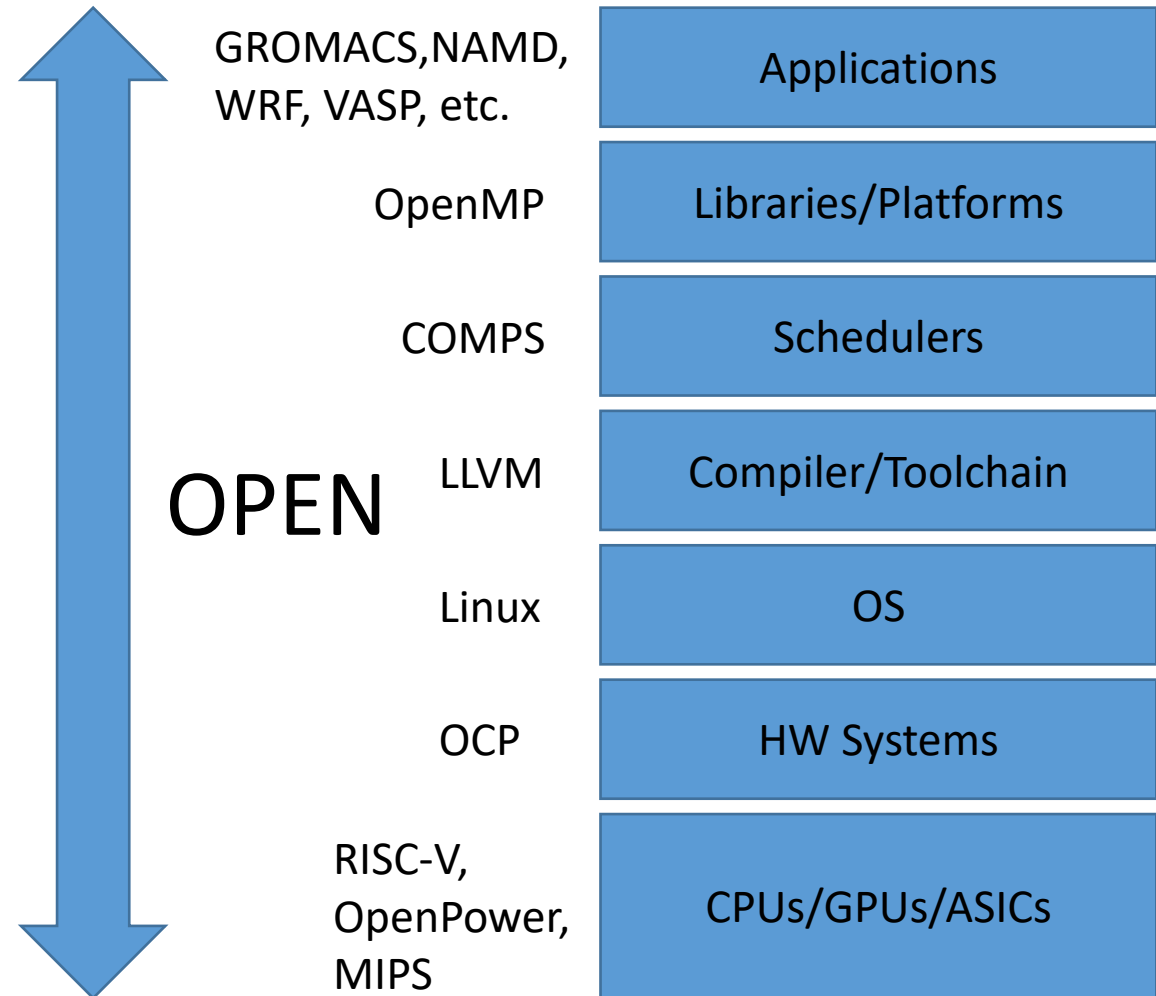 GROMACS,NAMD,
WRF, VASP, etc.
Applications
OpenMP
Libraries/Platforms
COMPS
Schedulers
OPEN
LLVM
Compiler/Toolchain
Linux
OS
OCP
HW Systems
RISC-V,
OpenPower,
MIPS
CPUs/GPUs/ASICs